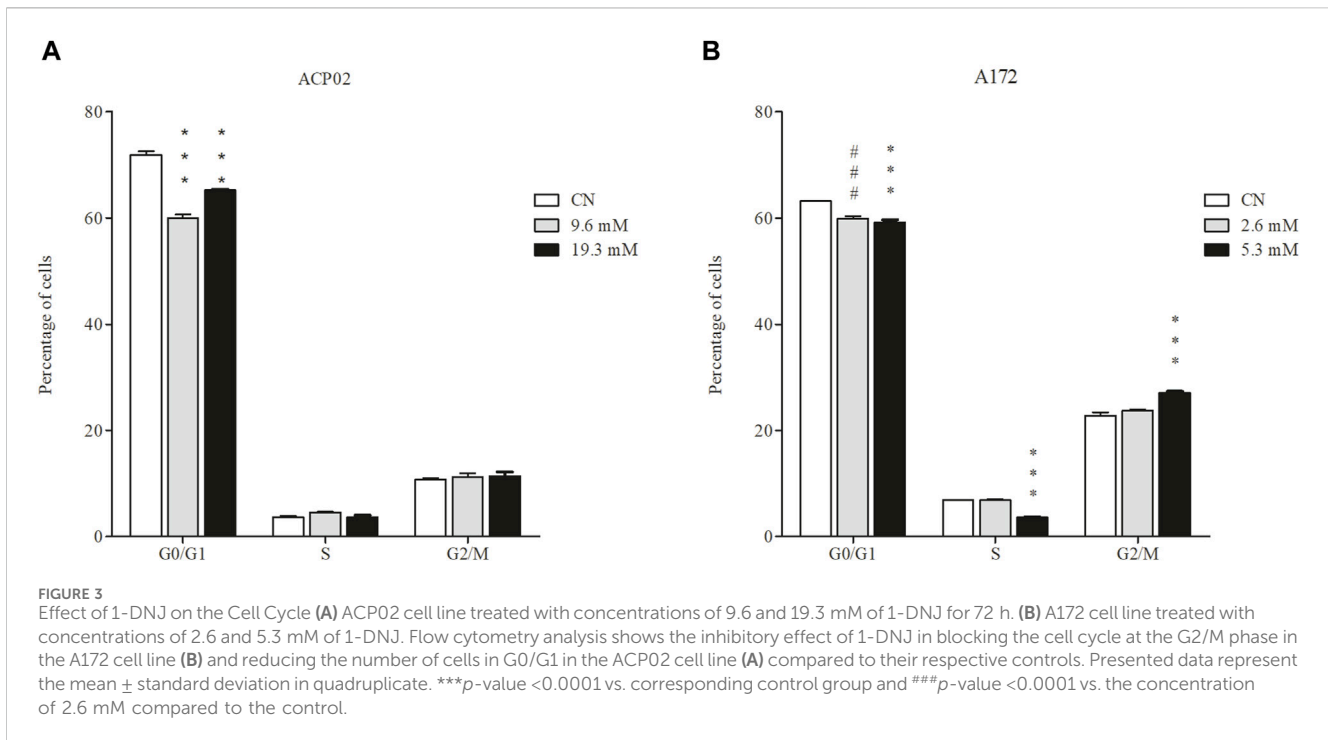 A
ACP02
80
60
40
20
0
Percentage of cells
* *
* *
* *
CN
9.6 mM
19.3 mM
G0/G1 S G2/M
B
A172
80
60
40
20
0
Percentage of cells
# *
# *
# *
*
*
*
*
*
*
CN
2.6 mM
5.3 mM
G0/G1 S G2/M
FIGURE 3
Effect of 1-DNJ on the Cell Cycle (A) ACP02 cell line treated with concentrations of 9.6 and 19.3 mM of 1-DNJ for 72 h. (B) A172 cell line treated with
concentrations of 2.6 and 5.3 mM of 1-DNJ. Flow cytometry analysis shows the inhibitory effect of 1-DNJ in blocking the cell cycle at the G2/M phase in
the A172 cell line (B) and reducing the number of cells in G0/G1 in the ACP02 cell line (A) compared to their respective controls. Presented data represent
the mean ± standard deviation in quadruplicate. ***p-value <0.0001 vs. corresponding control group and ###p-value <0.0001 vs. the concentration
of 2.6 mM compared to the control.